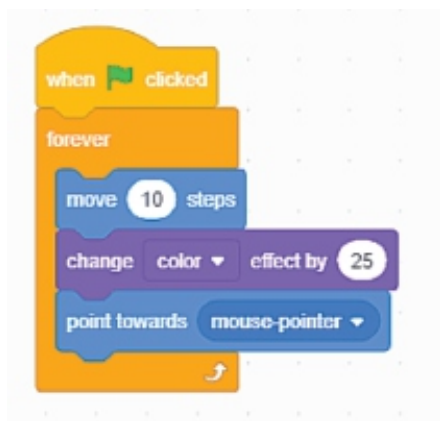 when clicked
forever
move 10 steps
change color effect by 25
point towards mouse-pointer